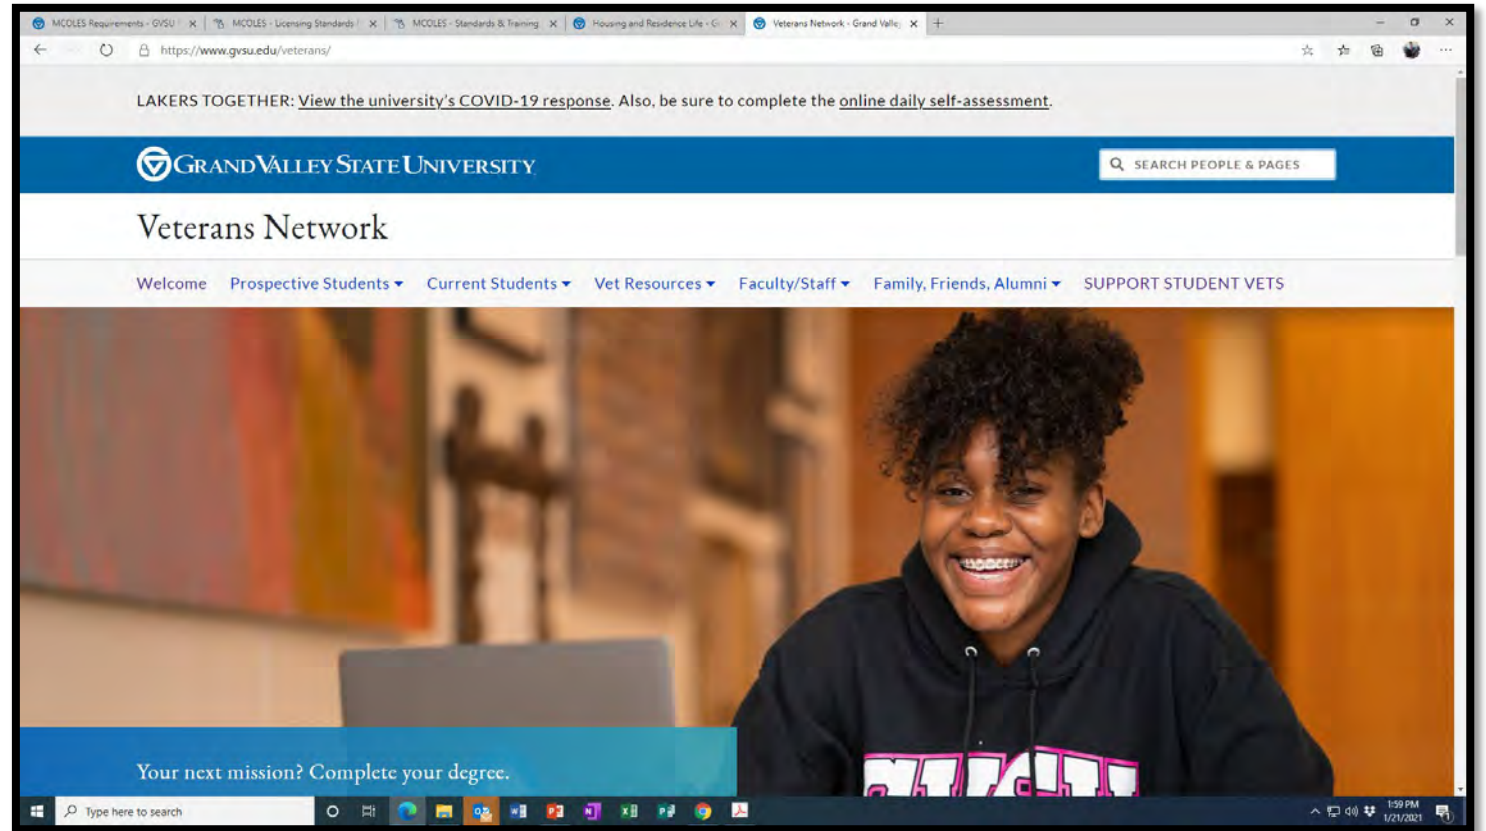 MCOLES Requirements - GVSU
MCOLES - Licensing Standards
MCOLES - Standards & Training
Housing and Residence Life - G
Veterans Network - Grand Valley
https://www.gvsu.edu/veterans/
LAKERS TOGETHER: View the university's COVID-19 response. Also, be sure to complete the online daily self-assessment.
GRAND VALLEY STATE UNIVERSITY
SEARCH PEOPLE & PAGES
Veterans Network
Welcome Prospective Students Current Students Vet Resources Faculty/Staff Family, Friends, Alumni SUPPORT STUDENT VETS
Your next mission? Complete your degree.
Type here to search
1:59 PM
1/21/2021